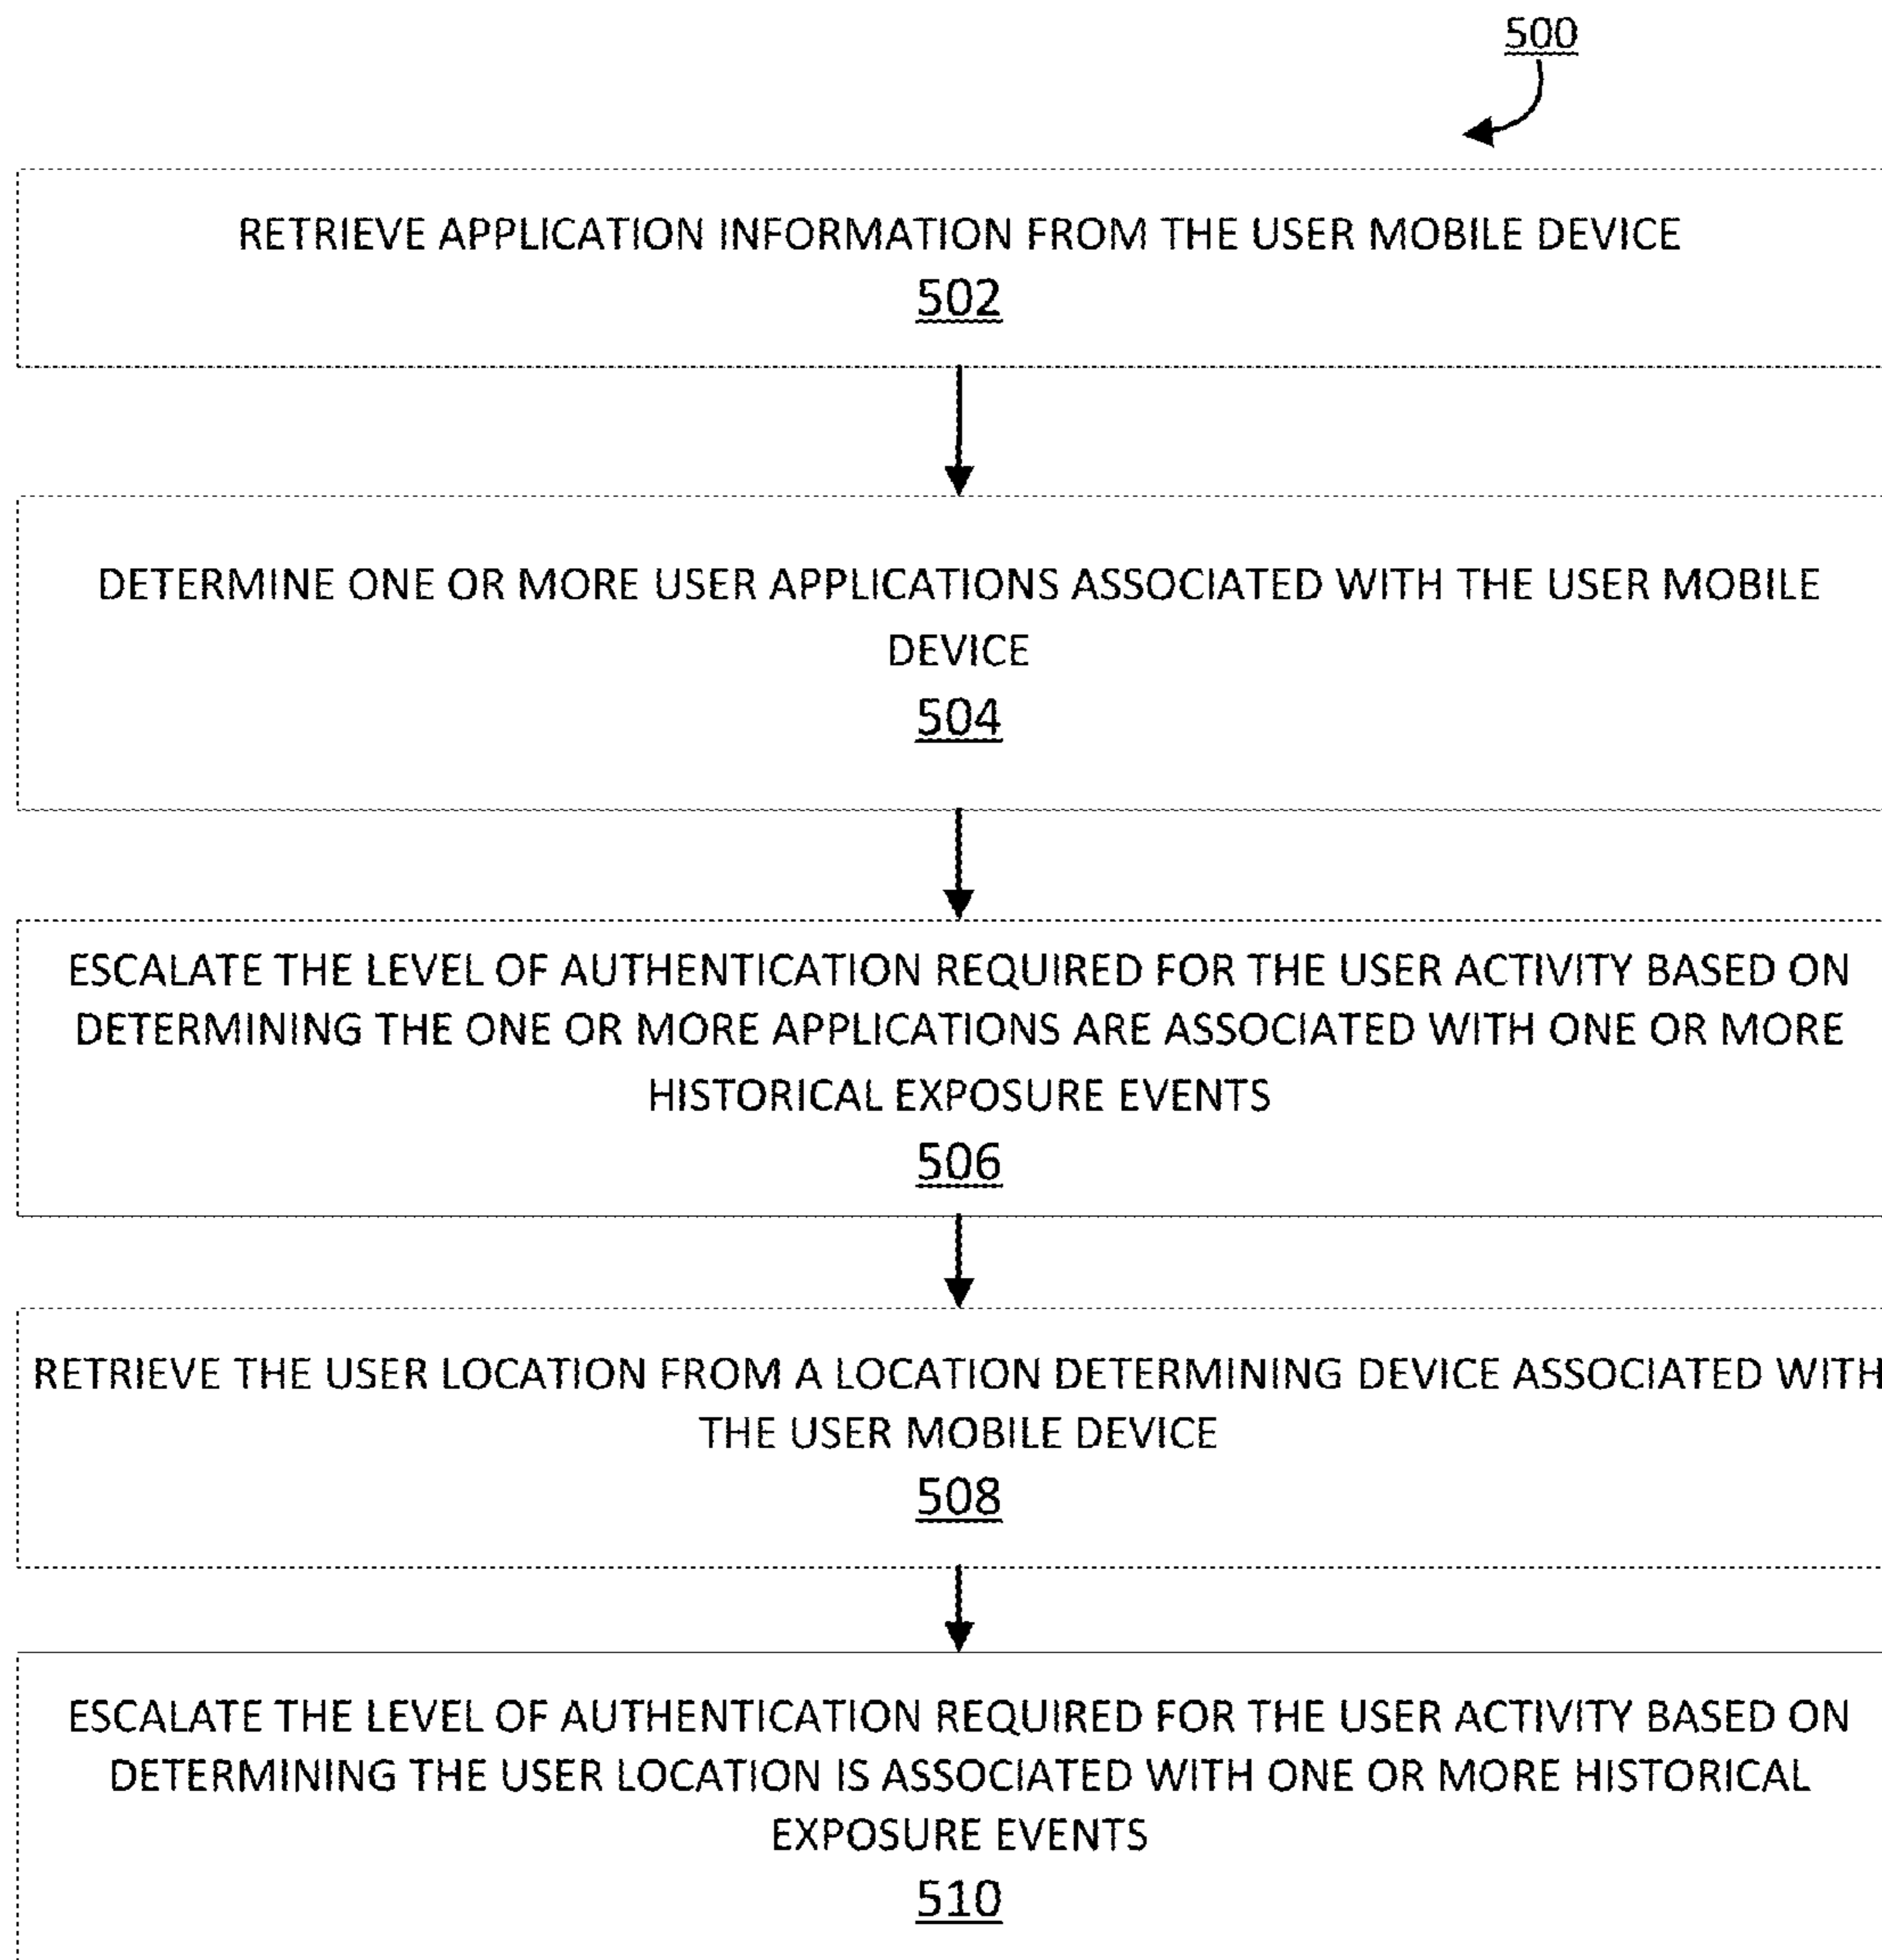 500
RETRIEVE APPLICATION INFORMATION FROM THE USER MOBILE DEVICE
502
DETERMINE ONE OR MORE USER APPLICATIONS ASSOCIATED WITH THE USER MOBILE
DEVICE
504
ESCALATE THE LEVEL OF AUTHENTICATION REQUIRED FOR THE USER ACTIVITY BASED ON
DETERMINING THE ONE OR MORE APPLICATIONS ARE ASSOCIATED WITH ONE OR MORE
HISTORICAL EXPOSURE EVENTS
506
RETRIEVE THE USER LOCATION FROM A LOCATION DETERMINING DEVICE ASSOCIATED WITH
THE USER MOBILE DEVICE
508
ESCALATE THE LEVEL OF AUTHENTICATION REQUIRED FOR THE USER ACTIVITY BASED ON
DETERMINING THE USER LOCATION IS ASSOCIATED WITH ONE OR MORE HISTORICAL
EXPOSURE EVENTS
510